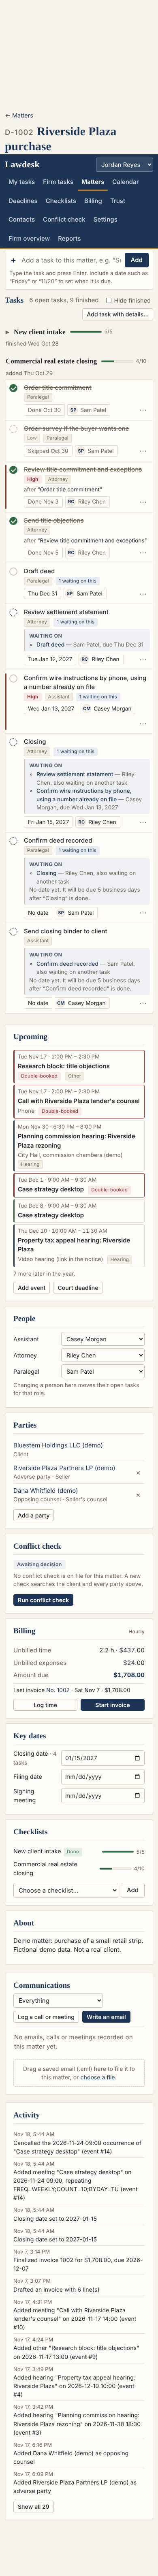 ← Matters
D-1002 Riverside Plaza
purchase
Lawdesk
Jordan Reyes
My tasks Firm tasks Matters Calendar
Deadlines Checklists Billing Trust
Contacts Conflict check Settings
Firm overview Reports
+ Add a task to this matter, e.g. "S Add
Type the task and press Enter. Include a date such as
"Friday" or "11/20" to set when it is due.
Tasks 6 open tasks, 9 finished Hide finished
Add task with details...
▸ New client intake 5/5
finished Wed Oct 28
Commercial real estate closing 4/10
added Thu Oct 29
Order title commitment
Paralegal
Done Oct 30 SP Sam Patel ...
Order survey if the buyer wants one
Low Paralegal
Skipped Oct 30 SP Sam Patel ...
Review title commitment and exceptions
High Attorney
after "Order title commitment"
Done Nov 3 RC Riley Chen ...
Send title objections
Attorney
after "Review title commitment and exceptions"
Done Nov 5 RC Riley Chen ...
Draft deed
Paralegal 1 waiting on this
Thu Dec 31 SP Sam Patel ...
Review settlement statement
Attorney 1 waiting on this
WAITING ON
Draft deed — Sam Patel, due Thu Dec 31
Tue Jan 12, 2027 RC Riley Chen ...
Confirm wire instructions by phone, using
a number already on file
High Assistant 1 waiting on this
Wed Jan 13, 2027 CM Casey Morgan
...
Closing
Attorney 1 waiting on this
WAITING ON
Review settlement statement — Riley
Chen, also waiting on another task
Confirm wire instructions by phone,
using a number already on file — Casey
Morgan, due Wed Jan 13, 2027
Fri Jan 15, 2027 RC Riley Chen ...
Confirm deed recorded
Paralegal 1 waiting on this
WAITING ON
Closing — Riley Chen, also waiting on
another task
No date yet. It will be due 5 business days
after "Closing" is done.
No date SP Sam Patel ...
Send closing binder to client
Assistant
WAITING ON
Confirm deed recorded — Sam Patel,
also waiting on another task
No date yet. It will be due 5 business days
after "Confirm deed recorded" is done.
No date CM Casey Morgan ...
Upcoming
Tue Nov 17 · 1:00 PM – 2:30 PM
Research block: title objections
Double-booked Other
Tue Nov 17 · 2:00 PM – 2:30 PM
Call with Riverside Plaza lender's counsel
Phone Double-booked
Mon Nov 30 · 6:30 PM – 8:00 PM
Planning commission hearing: Riverside
Plaza rezoning
City Hall, commission chambers (demo)
Hearing
Tue Dec 1 · 9:00 AM – 9:30 AM
Case strategy desktop Double-booked
Tue Dec 8 · 9:00 AM – 9:30 AM
Case strategy desktop
Thu Dec 10 · 10:00 AM – 11:30 AM
Property tax appeal hearing: Riverside
Plaza
Video hearing (link in the notice) Hearing
7 more later in the year.
Add event Court deadline
People
Assistant Casey Morgan
Attorney Riley Chen
Paralegal Sam Patel
Changing a person here moves their open tasks
for that role.
Parties
Bluestem Holdings LLC (demo)
Client
Riverside Plaza Partners LP (demo)
Adverse party · Seller ×
Dana Whitfield (demo)
Opposing counsel · Seller's counsel ×
Add a party
Conflict check
Awaiting decision
No conflict check is on file for this matter. A new
check searches the client and every party above.
Run conflict check
Billing Hourly
Unbilled time 2.2 h · $437.00
Unbilled expenses $24.00
Amount due $1,708.00
Last invoice No. 1002 · Sat Nov 7 · $1,708.00
Log time Start invoice
Key dates
Closing date · 4
tasks 01/15/2027
Filing date mm/dd/yyyy
Signing
meeting mm/dd/yyyy
Checklists
New client intake Done 5/5
Commercial real estate
closing 4/10
Choose a checklist... Add
About
Demo matter: purchase of a small retail strip.
Fictional demo data. Not a real client.
Communications
Everything
Log a call or meeting Write an email
No emails, calls or meetings recorded on
this matter yet.
Drag a saved email (.eml) here to file it to
this matter, or choose a file.
Activity
Nov 18, 5:44 AM
Cancelled the 2026-11-24 09:00 occurrence of
"Case strategy desktop" (event #14)
Nov 18, 5:44 AM
Added meeting "Case strategy desktop" on
2026-11-24 09:00, repeating
FREQ=WEEKLY;COUNT=10;BYDAY=TU (event
#14)
Nov 18, 5:44 AM
Closing date set to 2027-01-15
Nov 18, 5:44 AM
Closing date set to 2027-01-15
Nov 7, 3:14 PM
Finalized invoice 1002 for $1,708.00, due 2026-
12-07
Nov 7, 3:07 PM
Drafted an invoice with 6 line(s)
Nov 17, 4:31 PM
Added meeting "Call with Riverside Plaza
lender's counsel" on 2026-11-17 14:00 (event
#10)
Nov 17, 4:24 PM
Added other "Research block: title objections"
on 2026-11-17 13:00 (event #9)
Nov 17, 3:49 PM
Added hearing "Property tax appeal hearing:
Riverside Plaza" on 2026-12-10 10:00 (event
#4)
Nov 17, 3:42 PM
Added hearing "Planning commission hearing:
Riverside Plaza rezoning" on 2026-11-30 18:30
(event #3)
Nov 17, 6:16 PM
Added Dana Whitfield (demo) as opposing
counsel
Nov 17, 6:09 PM
Added Riverside Plaza Partners LP (demo) as
adverse party
Show all 29